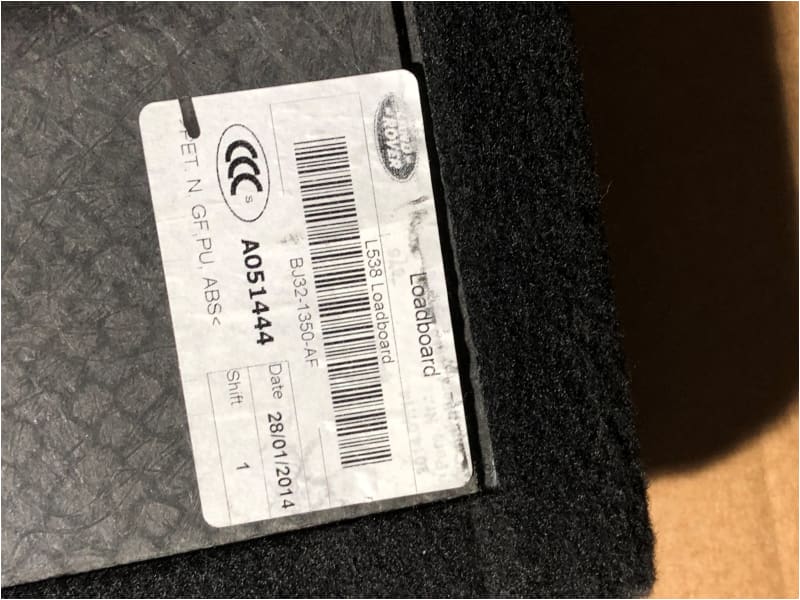 ROVER
Loadboard
L538 Loadboard
BJ32-1350-AF
CCC
S
A051444
Date 28/01/2014
Shift 1
PET, N, GF,PU, ABS<